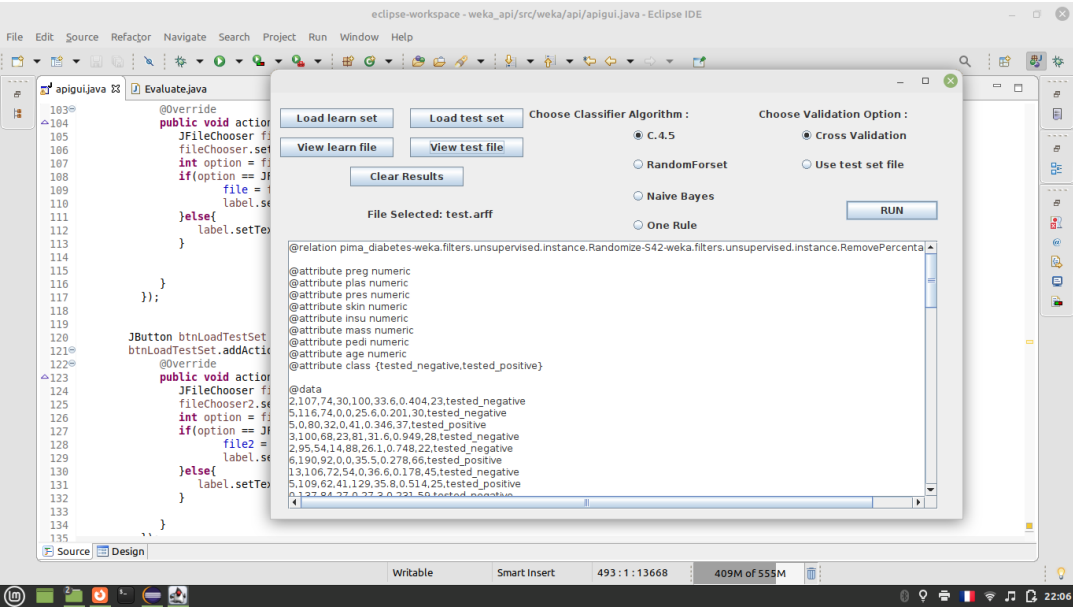 eclipse-workspace - weka_api/src/weka/api/apigui.java - Eclipse IDE
File Edit Source Refactor Navigate Search Project Run Window Help
apigui.java
Evaluate.java
103 @Override
104 public void action
105 JFileChooser fi
106 fileChooser.set
107 int option = fi
108 if(option == JF
109 file = f
110 label.se
111 }else{
112 label.setTex
113 }
114
115
116 }
117 });
118
119
120 JButton btnLoadTestSet
121 btnLoadTestSet.addActio
122 @Override
123 public void action
124 JFileChooser fi
125 fileChooser2.se
126 int option = fi
127 if(option == JF
128 file2 =
129 label.se
130 }else{
131 label.setTex
132 }
133
134 }
135
Source Design
Load learn set
Load test set
View learn file
View test file
Clear Results
File Selected: test.arff
Choose Classifier Algorithm :
C.4.5
RandomForset
Naive Bayes
One Rule
Choose Validation Option :
Cross Validation
Use test set file
RUN
@relation pima_diabetes-weka.filters.unsupervised.instance.Randomize-S42-weka.filters.unsupervised.instance.RemovePercenta
@attribute preg numeric
@attribute plas numeric
@attribute pres numeric
@attribute skin numeric
@attribute insu numeric
@attribute mass numeric
@attribute pedi numeric
@attribute age numeric
@attribute class {tested_negative,tested_positive}
@data
2,107,74,30,100,33.6,0.404,23,tested_negative
5,116,74,0,0,25.6,0.201,30,tested_negative
5,0,80,32,0,41,0.346,37,tested_positive
3,100,68,23,81,31.6,0.949,28,tested_negative
2,95,54,14,88,26.1,0.748,22,tested_negative
6,190,92,0,0,35.5,0.278,66,tested_positive
13,106,72,54,0,36.6,0.178,45,tested_negative
5,109,62,41,129,35.8,0.514,25,tested_positive
9,137,84,27,0,27.3,0.231,59,tested_negative
Writable
Smart Insert
493 : 1 : 13668
409M of 555M
22:06